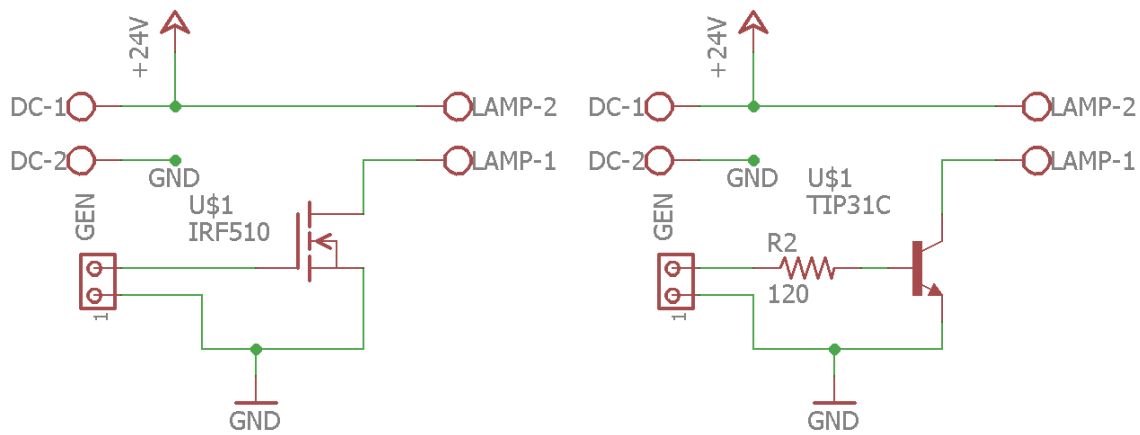 +24V
DC-1
LAMP-2
DC-2
GND
LAMP-1
GEN
U$1
IRF510
1
GND
+24V
DC-1
LAMP-2
DC-2
GND
LAMP-1
GEN
U$1
TIP31C
R2
120
1
GND